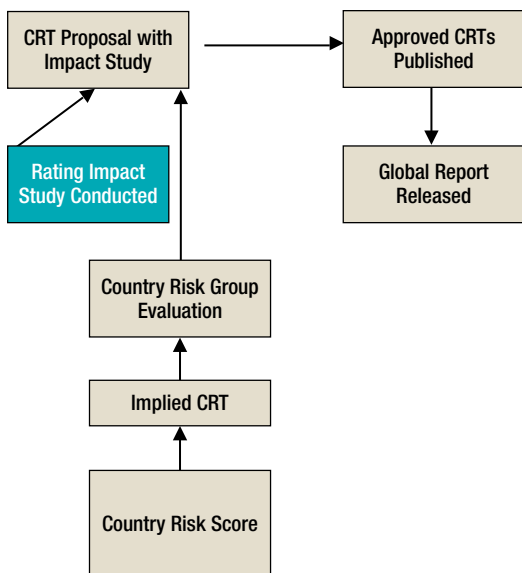 CRT Proposal with
Impact Study
Approved CRTs
Published
Rating Impact
Study Conducted
Global Report
Released
Country Risk Group
Evaluation
Implied CRT
Country Risk Score